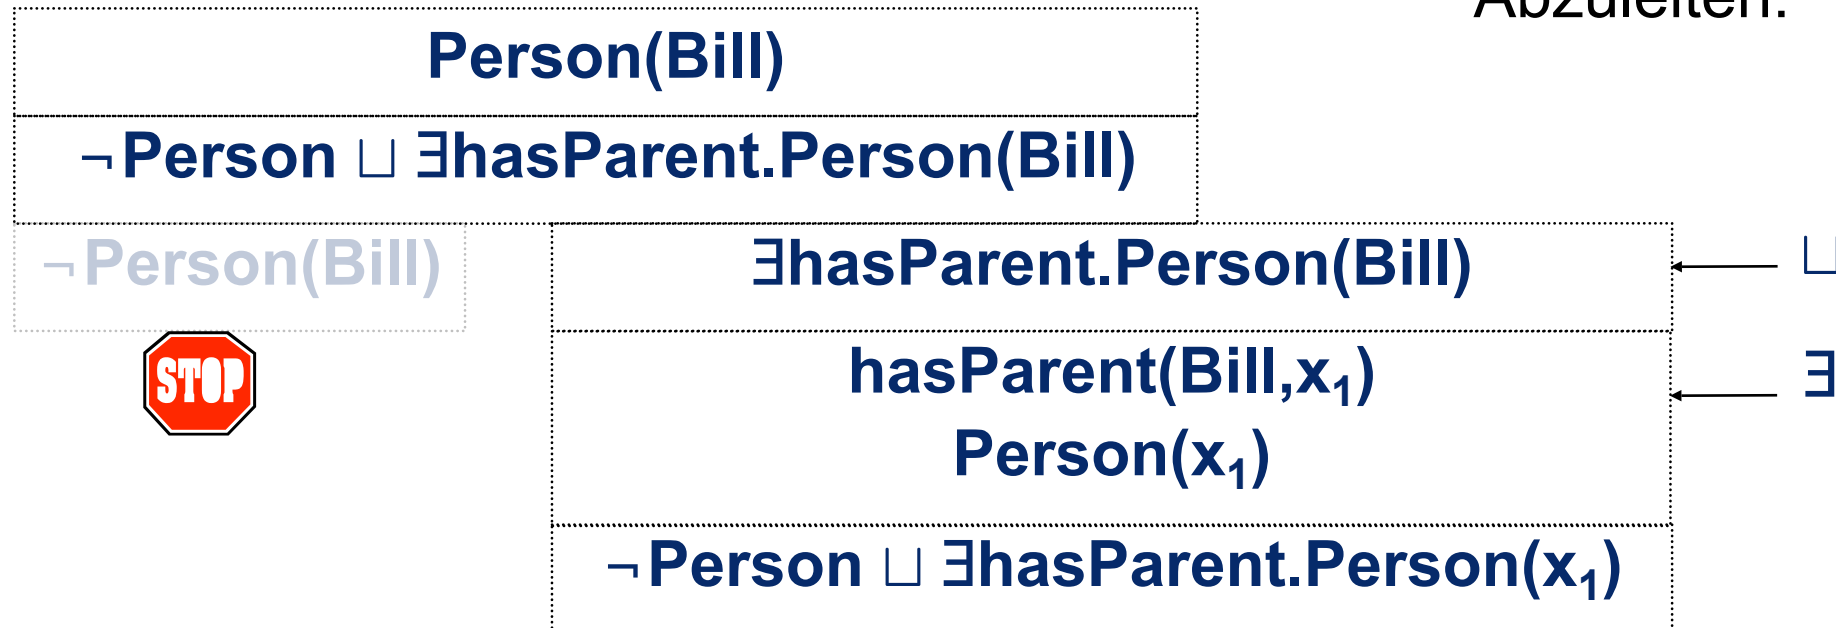 Abzuleiten:
Person(Bill)
¬Person ⊔ ∃hasParent.Person(Bill)
¬Person(Bill)
∃hasParent.Person(Bill)
⊔
STOP
hasParent(Bill,x₁)
∃
Person(x₁)
¬Person ⊔ ∃hasParent.Person(x₁)